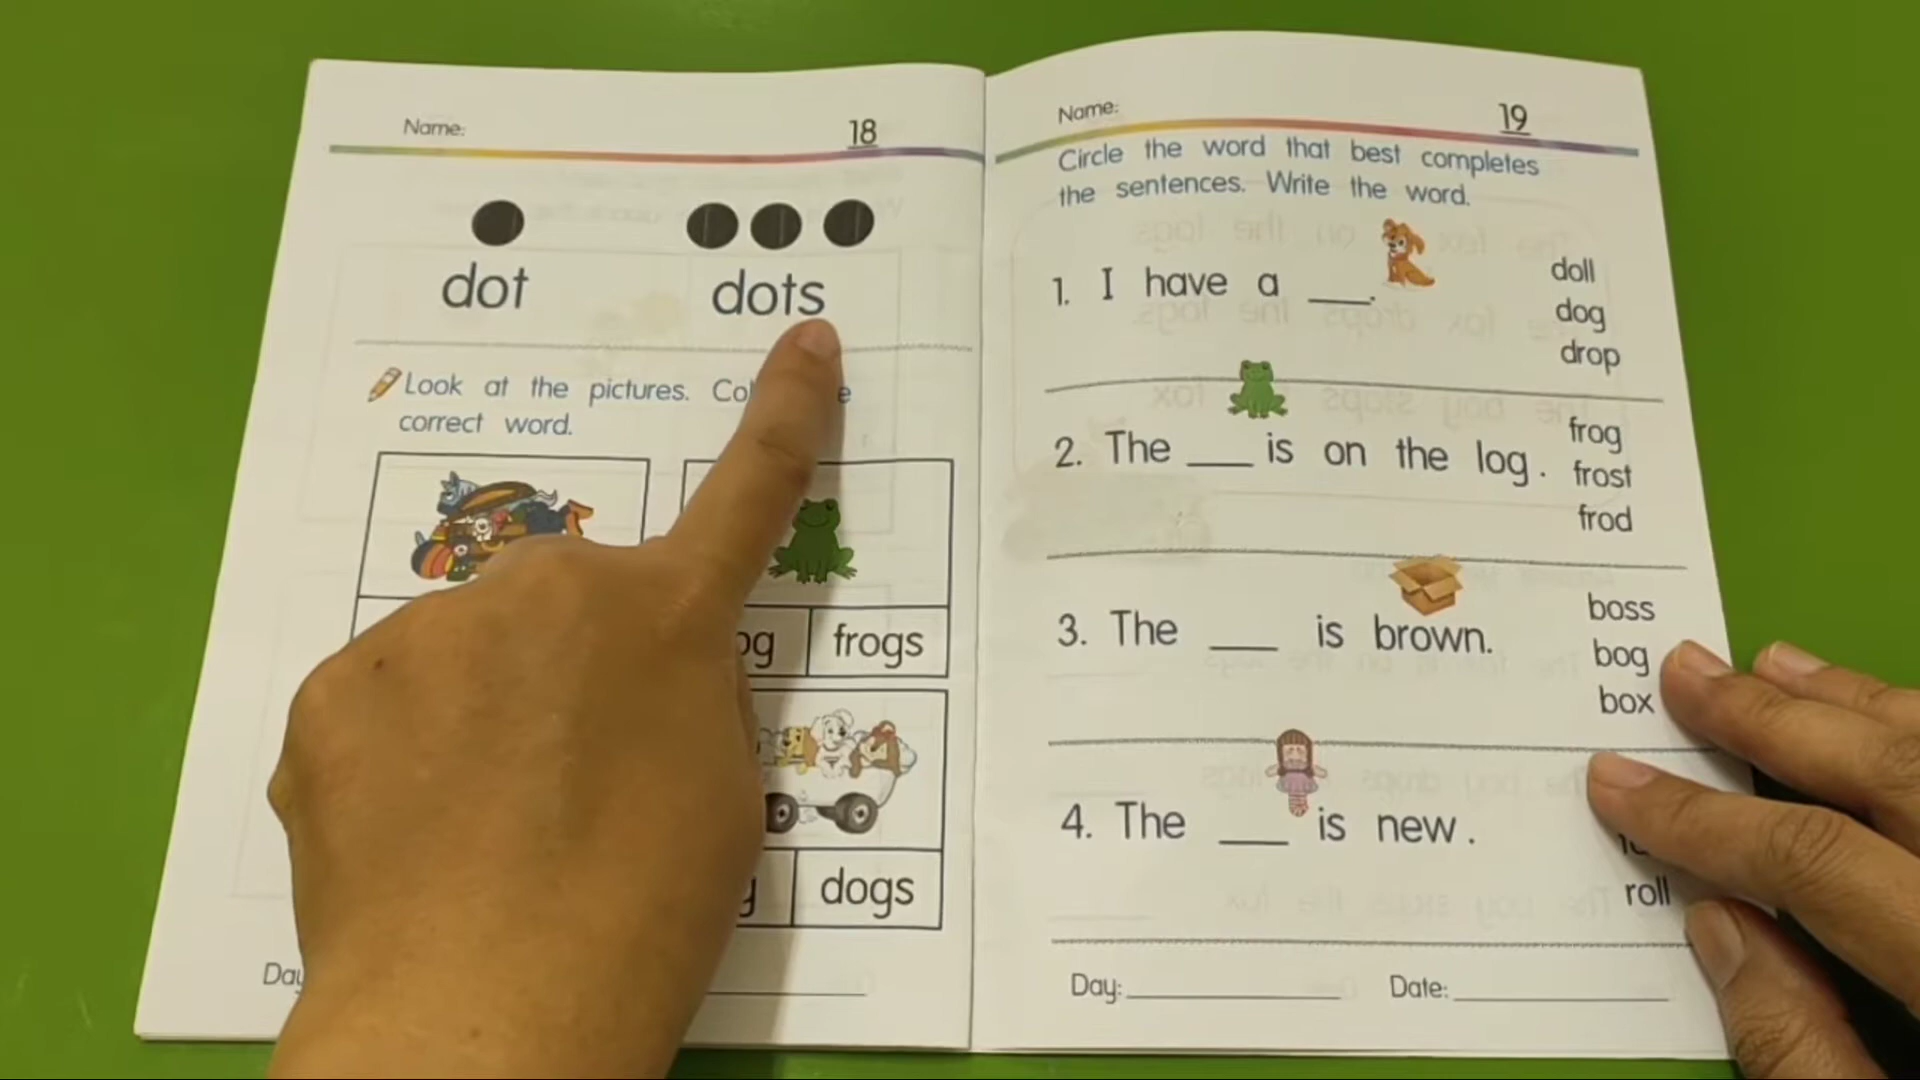 Name: 18
dot dots
Look at the pictures.
correct word.
frogs
dogs
Name: 19
Circle the word that best completes
the sentences. Write the word.
1. I have a ___.
doll
dog
drop
2. The ___ is on the log.
frog
frost
frod
3. The ___ is brown.
boss
bog
box
4. The ___ is new.
roll
Day: Date: